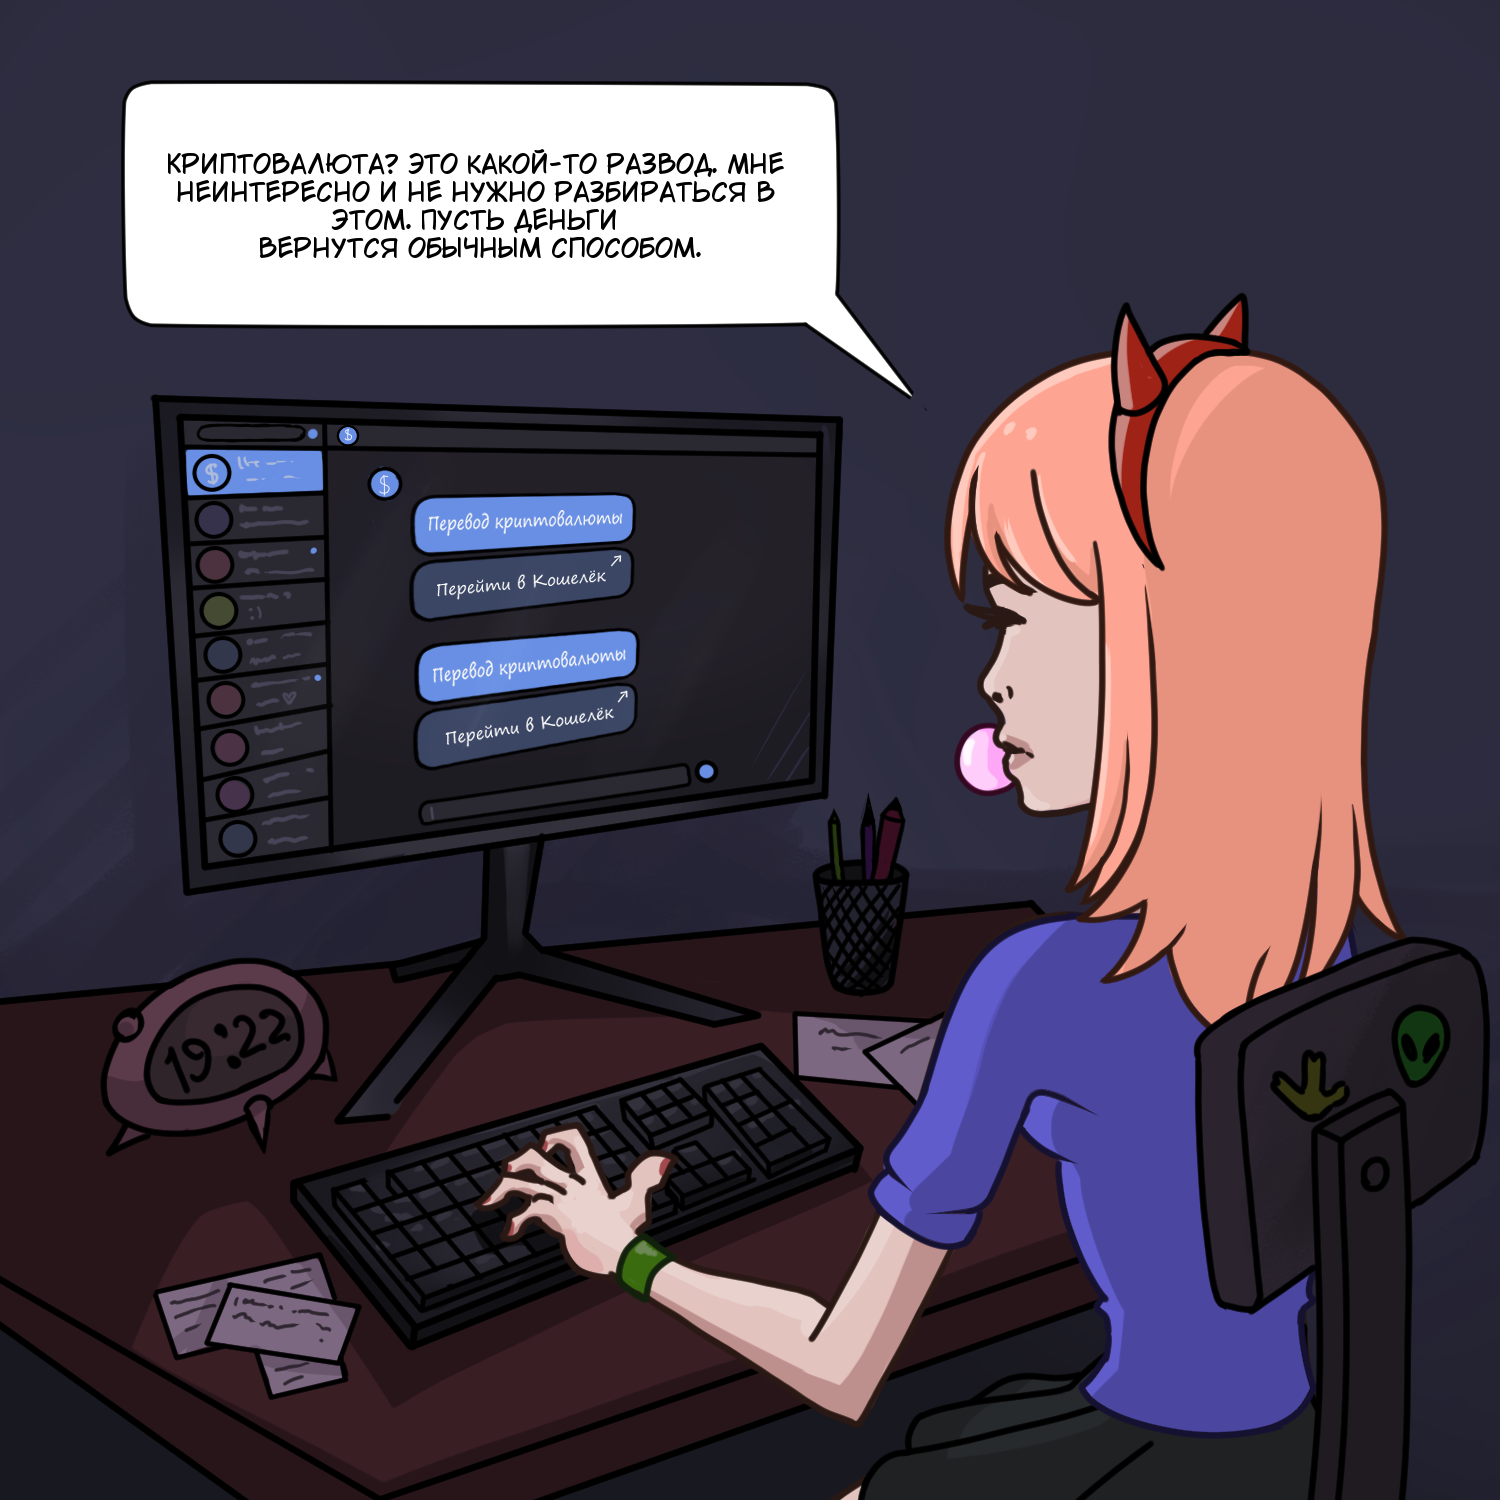 КРИПТОВАЛЮТА? ЭТО КАКОЙ-ТО РАЗВОД. МНЕ
НЕИНТЕРЕСНО И НЕ НУЖНО РАЗБИРАТЬСЯ В
ЭТОМ. ПУСТЬ ДЕНЬГИ
ВЕРНУТСЯ ОБЫЧНЫМ СПОСОБОМ.
$
$
$
Перевод криптовалюты
Перейти в Кошелёк
:)
Перевод криптовалюты
Перейти в Кошелёк
19:22